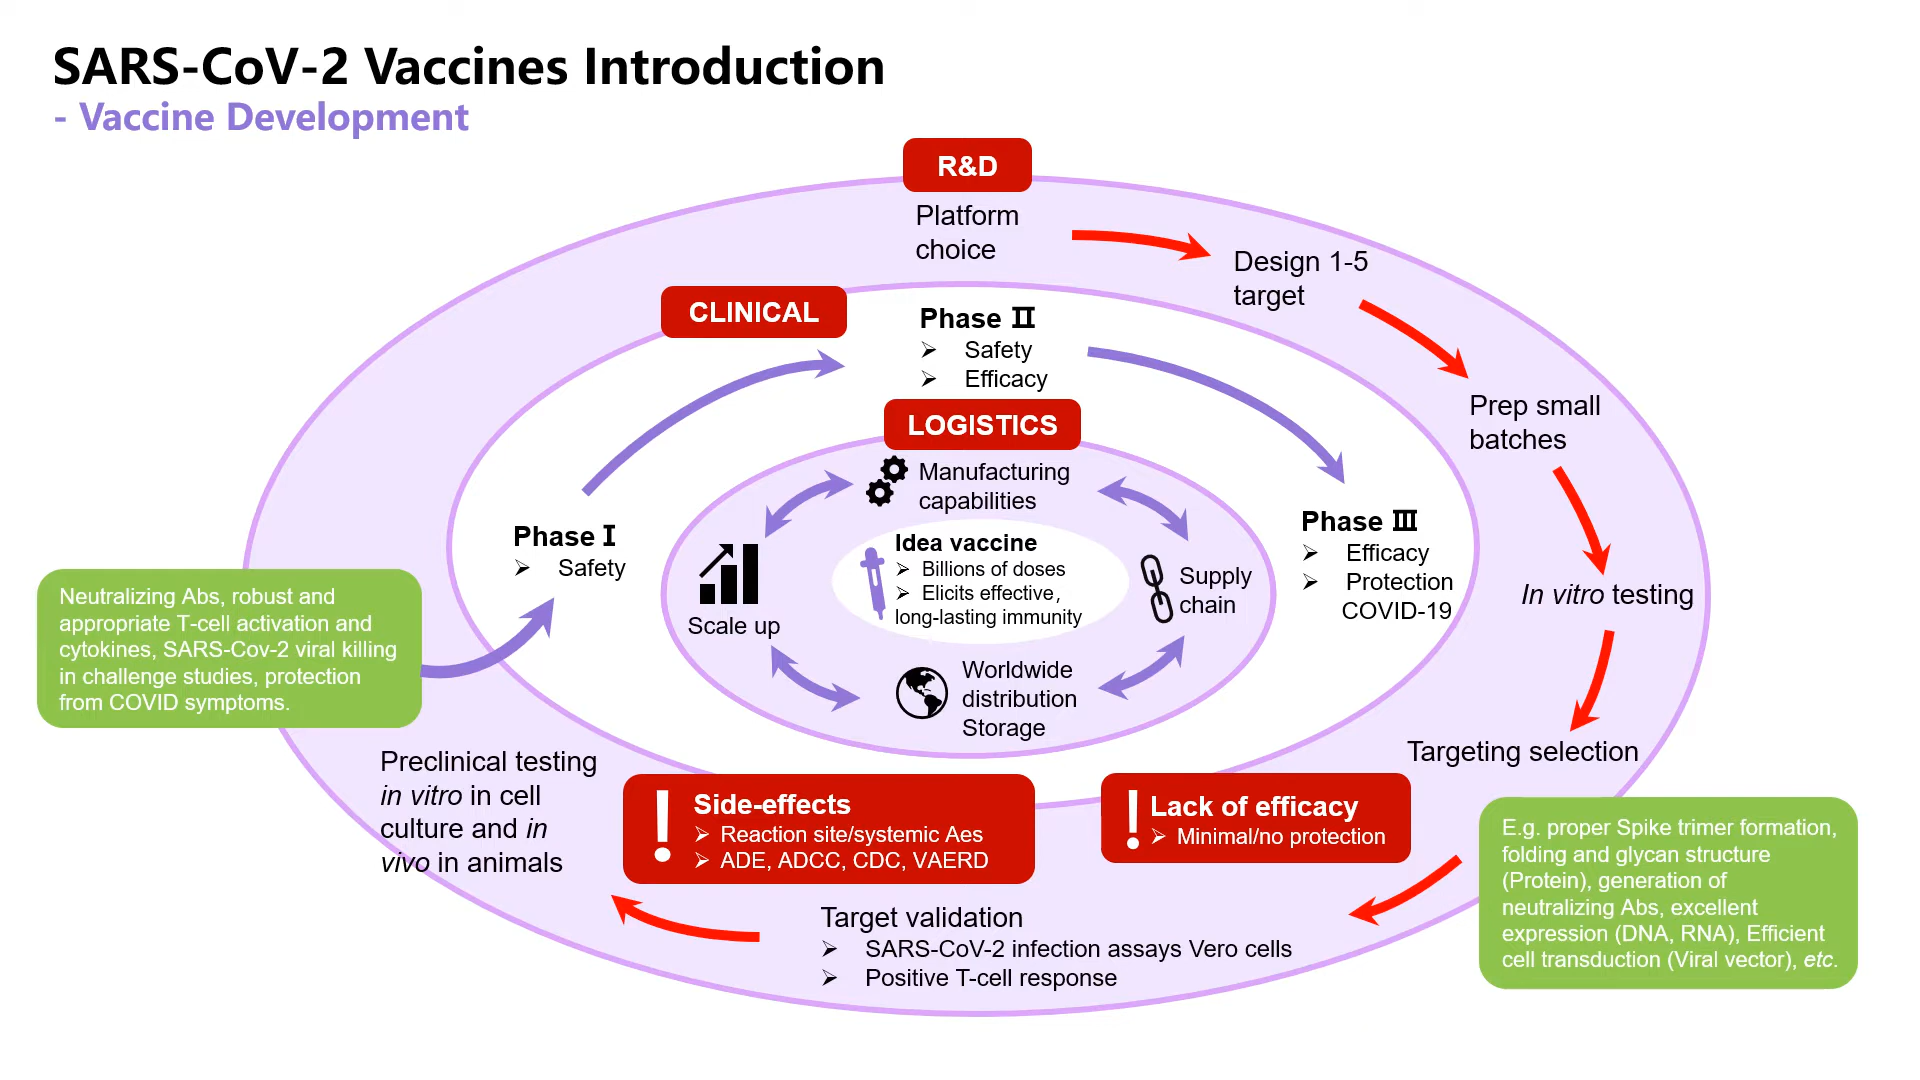 SARS-CoV-2 Vaccines Introduction
- Vaccine Development
R&D
Platform
choice
Design 1-5
target
Prep small
batches
In vitro testing
Targeting selection
E.g. proper Spike trimer formation,
folding and glycan structure
(Protein), generation of
neutralizing Abs, excellent
expression (DNA, RNA), Efficient
cell transduction (Viral vector), etc.
Target validation
➢ SARS-CoV-2 infection assays Vero cells
➢ Positive T-cell response
Preclinical testing
in vitro in cell
culture and in
vivo in animals
Neutralizing Abs, robust and
appropriate T-cell activation and
cytokines, SARS-Cov-2 viral killing
in challenge studies, protection
from COVID symptoms.
CLINICAL
Phase Ⅰ
➢ Safety
Phase Ⅱ
➢ Safety
➢ Efficacy
Phase Ⅲ
➢ Efficacy
➢ Protection
COVID-19
! Side-effects
➢ Reaction site/systemic Aes
➢ ADE, ADCC, CDC, VAERD
! Lack of efficacy
➢ Minimal/no protection
LOGISTICS
Manufacturing
capabilities
Supply
chain
Worldwide
distribution
Storage
Scale up
Idea vaccine
➢ Billions of doses
➢ Elicits effective,
long-lasting immunity